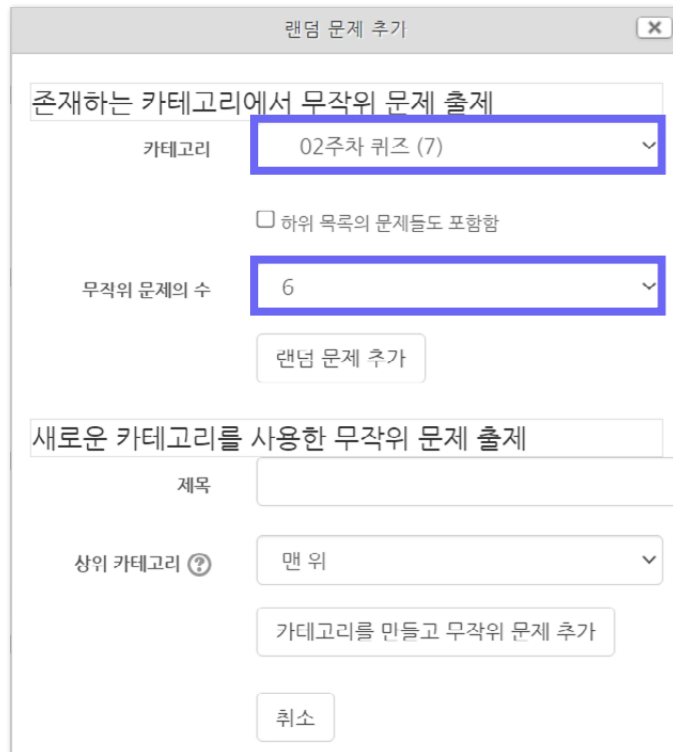 랜덤 문제 추가
존재하는 카테고리에서 무작위 문제 출제
카테고리 02주차 퀴즈 (7)
하위 목록의 문제들도 포함함
무작위 문제의 수 6
랜덤 문제 추가
새로운 카테고리를 사용한 무작위 문제 출제
제목
상위 카테고리 맨 위
카테고리를 만들고 무작위 문제 추가
취소